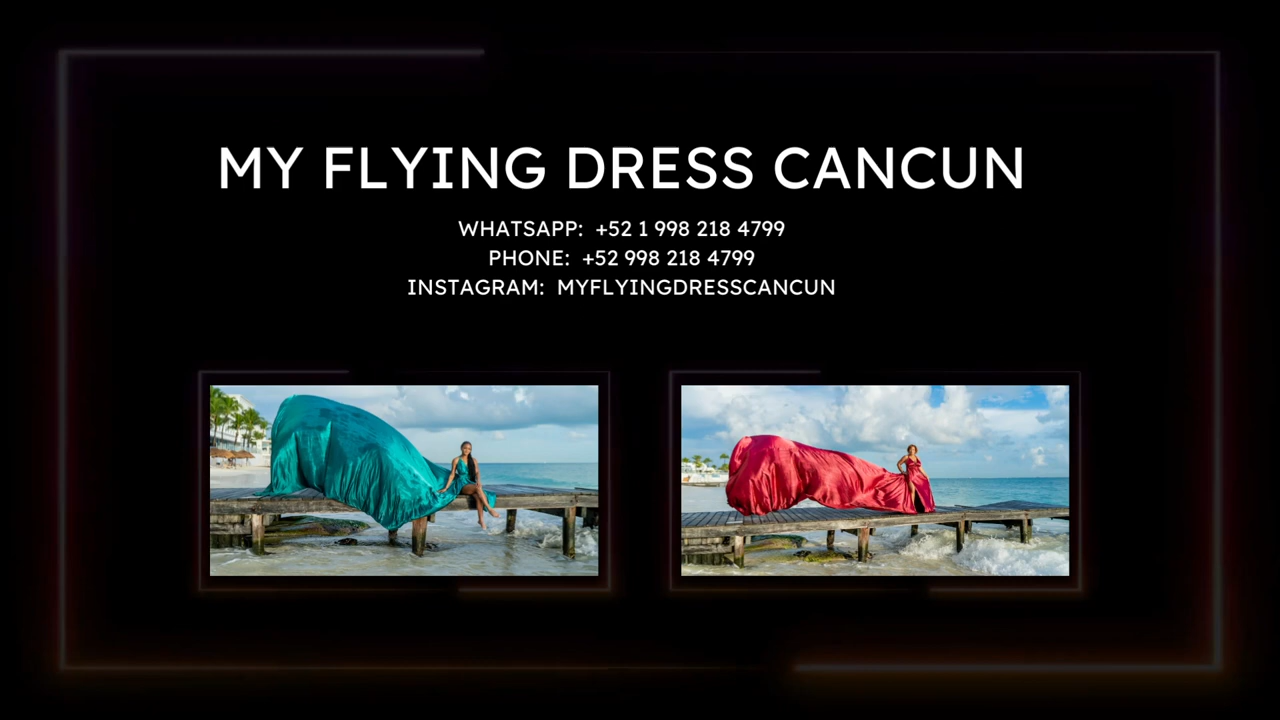 MY FLYING DRESS CANCUN
WHATSAPP: +52 1 998 218 4799
PHONE: +52 998 218 4799
INSTAGRAM: MYFLYINGDRESSCANCUN